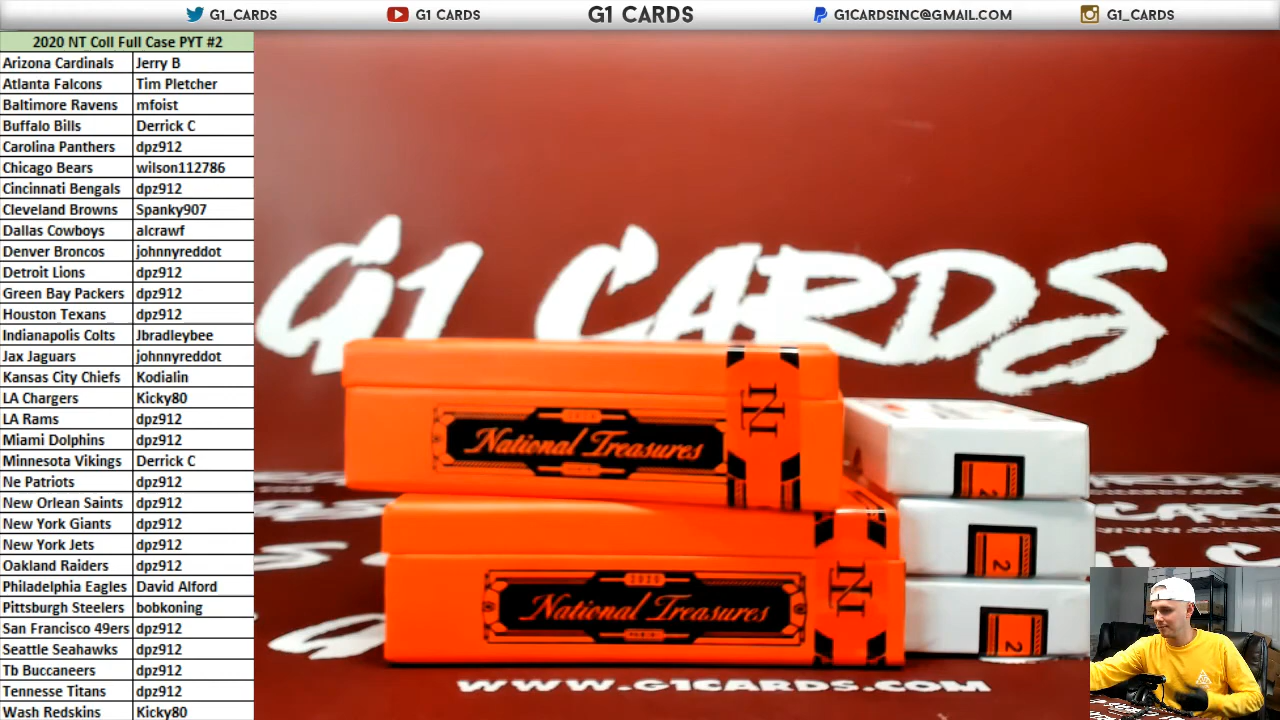 G1_CARDS
G1 CARDS
G1 CARDS
G1CARDSINC@GMAIL.COM
G1_CARDS
2020 NT Coll Full Case PYT #2
Arizona Cardinals Jerry B
Atlanta Falcons Tim Pletcher
Baltimore Ravens mfoist
Buffalo Bills Derrick C
Carolina Panthers dpz912
Chicago Bears wilson112786
Cincinnati Bengals dpz912
Cleveland Browns Spanky907
Dallas Cowboys alcrawf
Denver Broncos johnnyreddot
Detroit Lions dpz912
Green Bay Packers dpz912
Houston Texans dpz912
Indianapolis Colts Jbradleybee
Jax Jaguars johnnyreddot
Kansas City Chiefs Kodialin
LA Chargers Kicky80
LA Rams dpz912
Miami Dolphins dpz912
Minnesota Vikings Derrick C
Ne Patriots dpz912
New Orlean Saints dpz912
New York Giants dpz912
New York Jets dpz912
Oakland Raiders dpz912
Philadelphia Eagles David Alford
Pittsburgh Steelers bobkoning
San Francisco 49ers dpz912
Seattle Seahawks dpz912
Tb Buccaneers dpz912
Tennesse Titans dpz912
Wash Redskins Kicky80
G1 CARDS
National Treasures
NT
2020
National Treasures
PANINI
NT
2
2
2
WWW.G1CARDS.COM